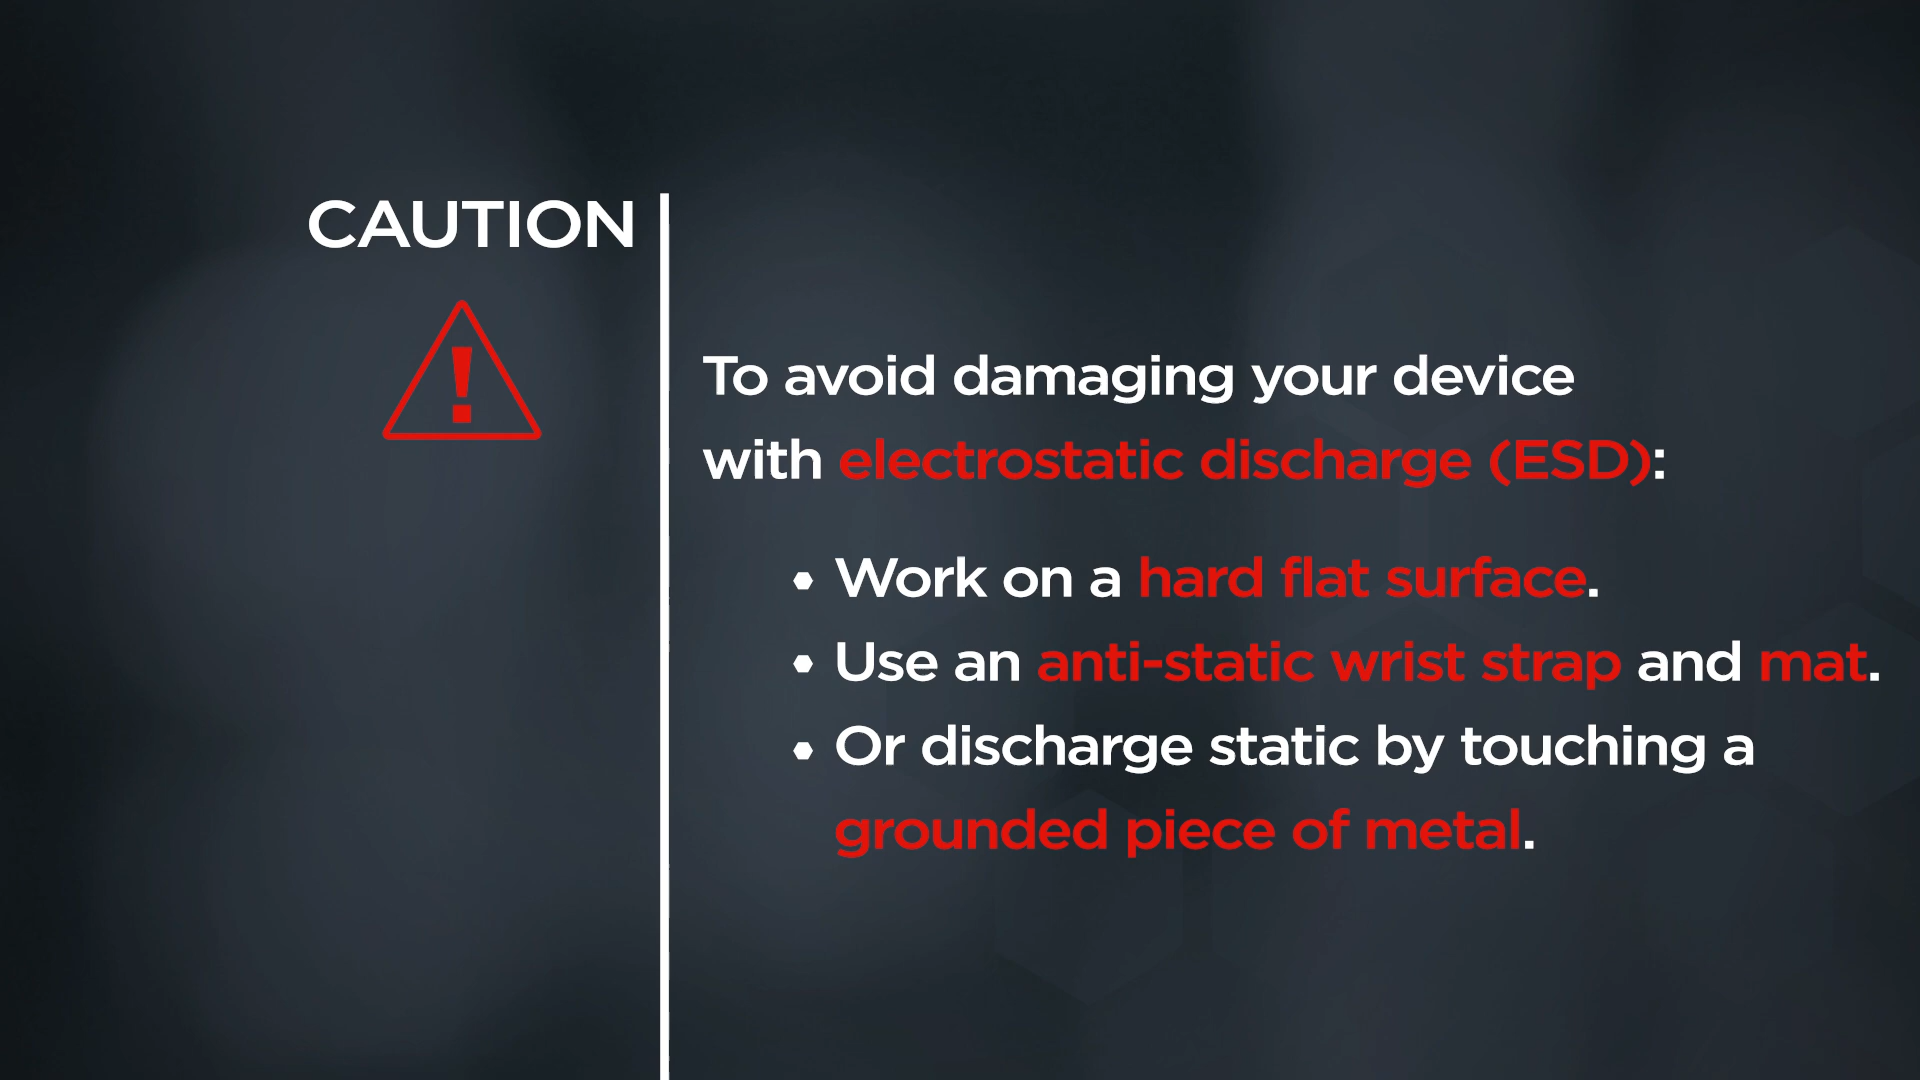 CAUTION
!
To avoid damaging your device
with electrostatic discharge (ESD):
• Work on a hard flat surface.
• Use an anti-static wrist strap and mat.
• Or discharge static by touching a
grounded piece of metal.